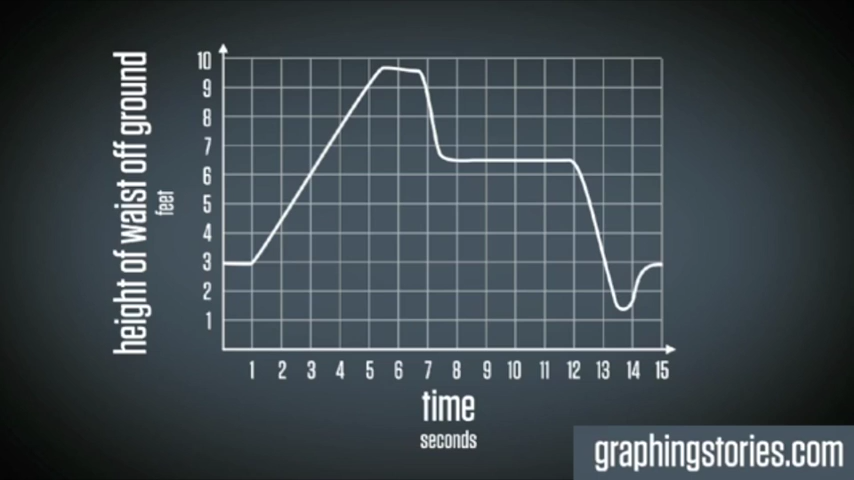 height of waist off ground
feet
10
9
8
7
6
5
4
3
2
1
1 2 3 4 5 6 7 8 9 10 11 12 13 14 15
time
seconds
graphingstories.com